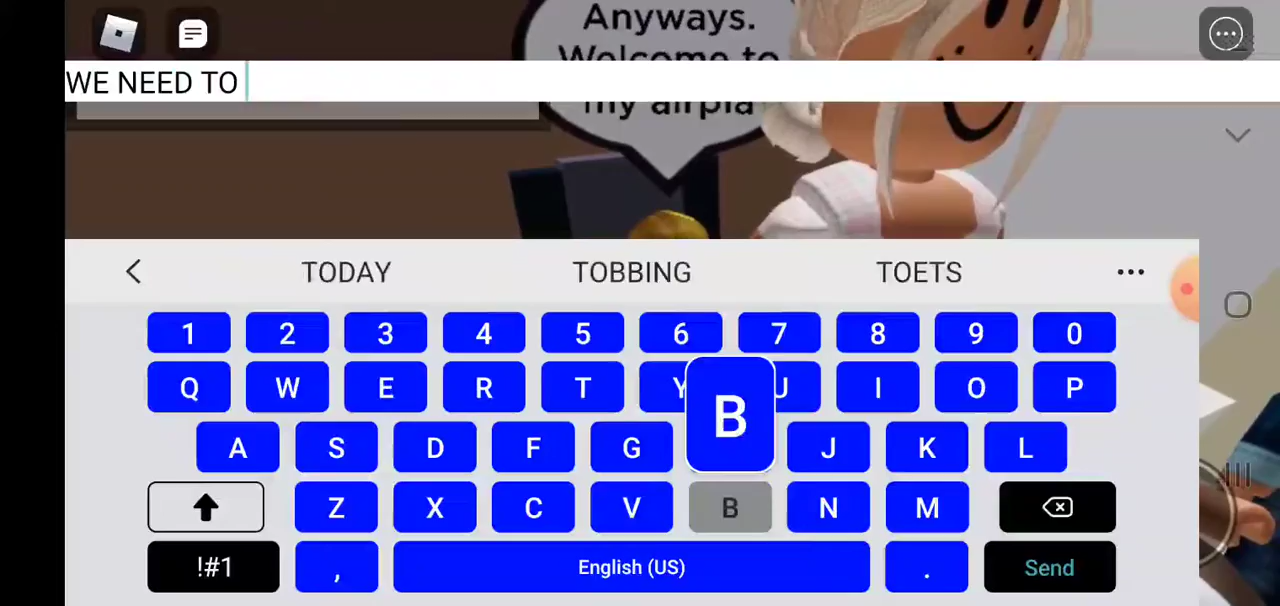 Anyways.
Welcome to
my airpla
WE NEED TO
TODAY TOBBING TOETS
1 2 3 4 5 6 7 8 9 0
Q W E R T Y U I O P
B
A S D F G J K L
Z X C V B N M
!#1 , English (US) . Send